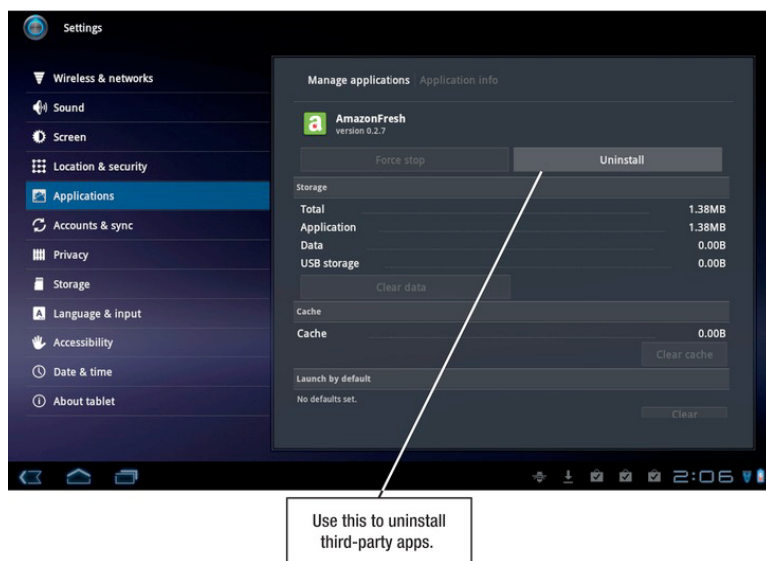 Settings
Wireless & networks
Sound
Screen
Location & security
Applications
Accounts & sync
Privacy
Storage
Language & input
Accessibility
Date & time
About tablet
Manage applications Application info
AmazonFresh
version 0.2.7
Force stop Uninstall
Storage
Total 1.38MB
Application 1.38MB
Data 0.00B
USB storage 0.00B
Clear data
Cache
Cache 0.00B
Clear cache
Launch by default
No defaults set.
Clear
2:06
Use this to uninstall
third-party apps.